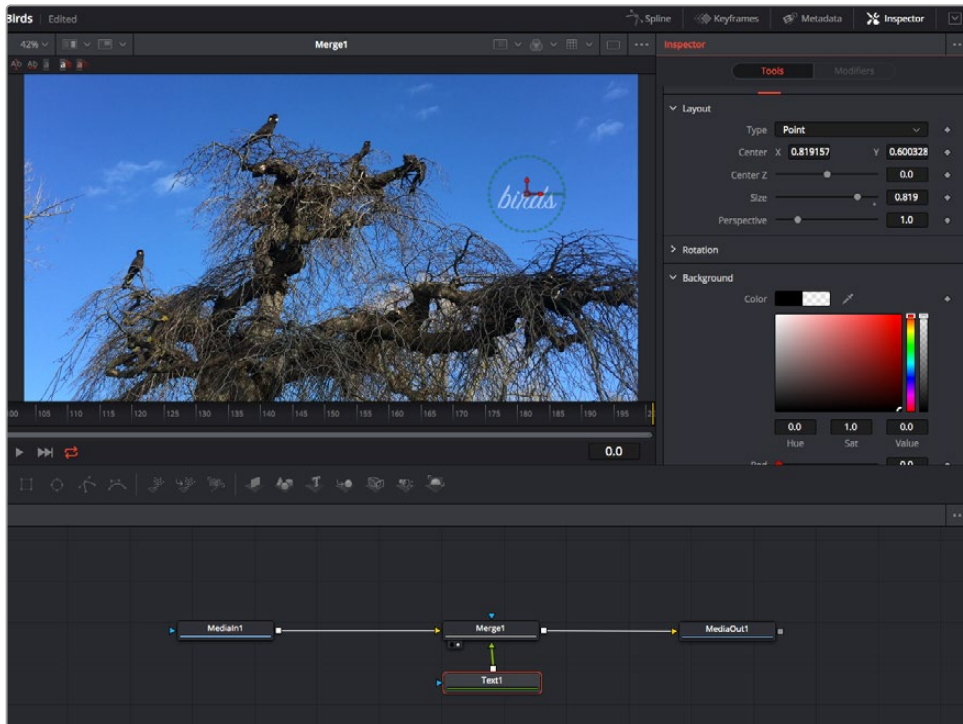 Birds Edited Spline Keyframes Metadata Inspector
42% Merge1 Inspector
Tools Modifiers
Layout
Type Point
Center X 0.819157 Y 0.600328
Center Z 0.0
Size 0.819
Perspective 1.0
Rotation
Background
Color
birds
105 110 115 120 125 130 135 140 145 150 155 160 165 170 175 180 185 190 195
0.0 1.0 0.0
Hue Sat Value
0.0
MediaIn1 Merge1 MediaOut1
Text1